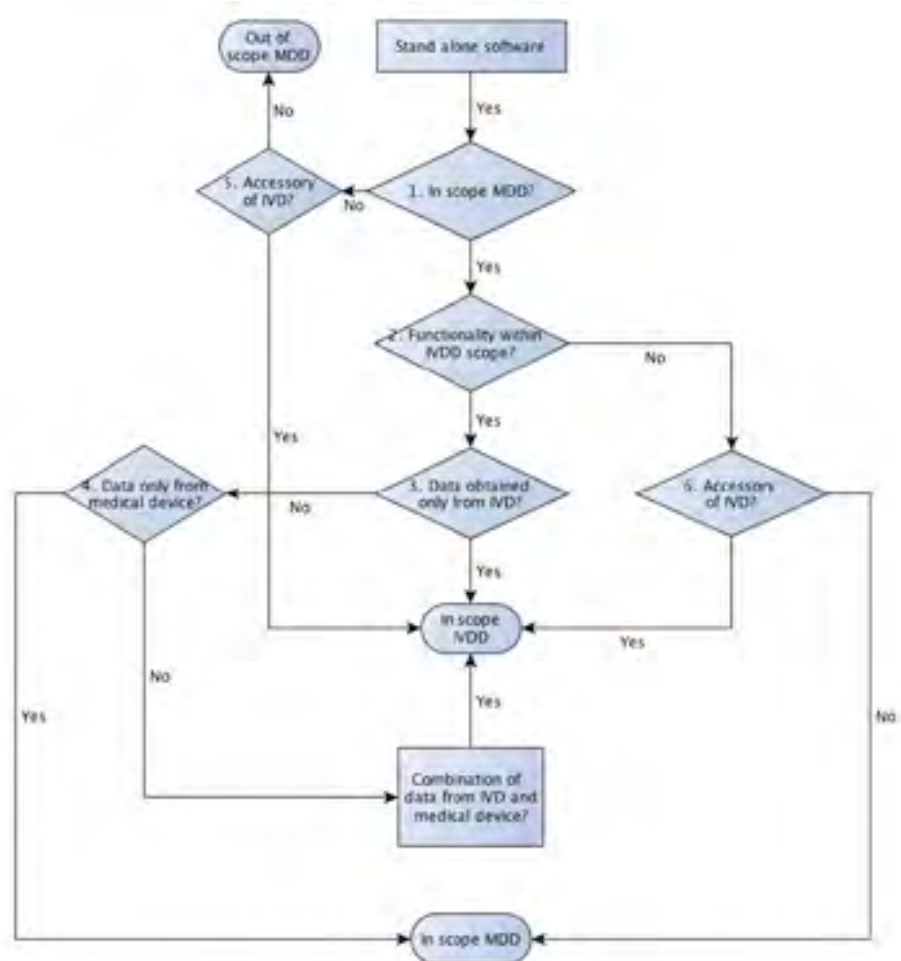 Out of
scope MDD
Stand alone software
No
Yes
5. Accessory
of IVD?
No
1. In scope MDD?
Yes
2. Functionality within
IVDD scope?
No
Yes
Yes
4. Data only from
medical device?
No
3. Data obtained
only from IVD?
6. Accessory
of IVD?
Yes
In scope
IVDD
Yes
No
Yes
Yes
No
Combination of
data from IVD and
medical device?
In scope MDD